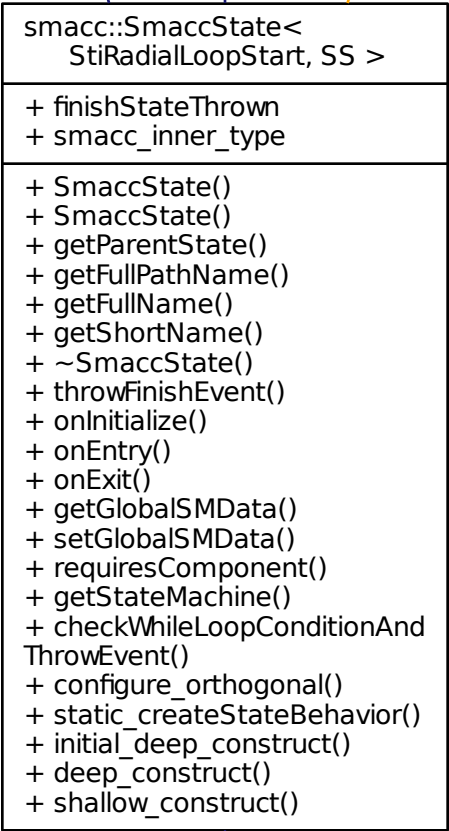 smacc::SmaccState<
StiRadialLoopStart, SS >
+ finishStateThrown
+ smacc_inner_type
+ SmaccState()
+ SmaccState()
+ getParentState()
+ getFullPathName()
+ getFullName()
+ getShortName()
+ ~SmaccState()
+ throwFinishEvent()
+ onInitialize()
+ onEntry()
+ onExit()
+ getGlobalSMData()
+ setGlobalSMData()
+ requiresComponent()
+ getStateMachine()
+ checkWhileLoopConditionAnd
ThrowEvent()
+ configure_orthogonal()
+ static_createStateBehavior()
+ initial_deep_construct()
+ deep_construct()
+ shallow_construct()